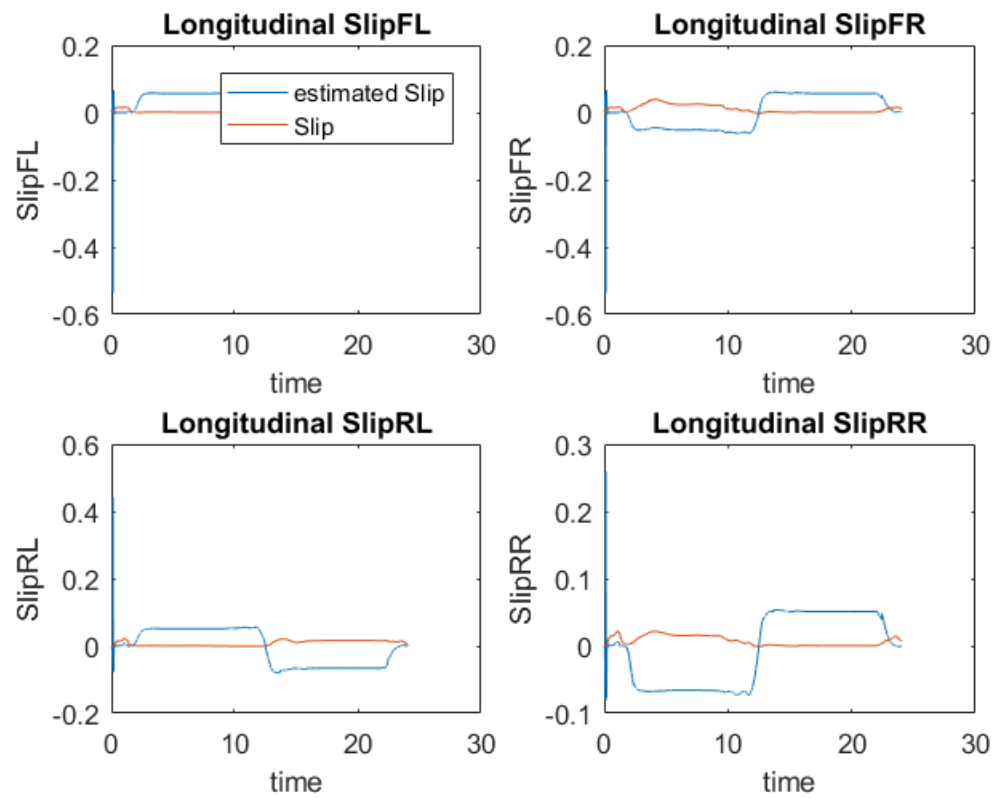 Longitudinal SlipFL
0.2
0
-0.2
-0.4
-0.6
SlipFL
estimated Slip
Slip
0
10
20
30
time
Longitudinal SlipFR
0.2
0
-0.2
-0.4
-0.6
SlipFR
0
10
20
30
time
Longitudinal SlipRL
0.6
0.4
0.2
0
-0.2
SlipRL
0
10
20
30
time
Longitudinal SlipRR
0.3
0.2
0.1
0
-0.1
SlipRR
0
10
20
30
time